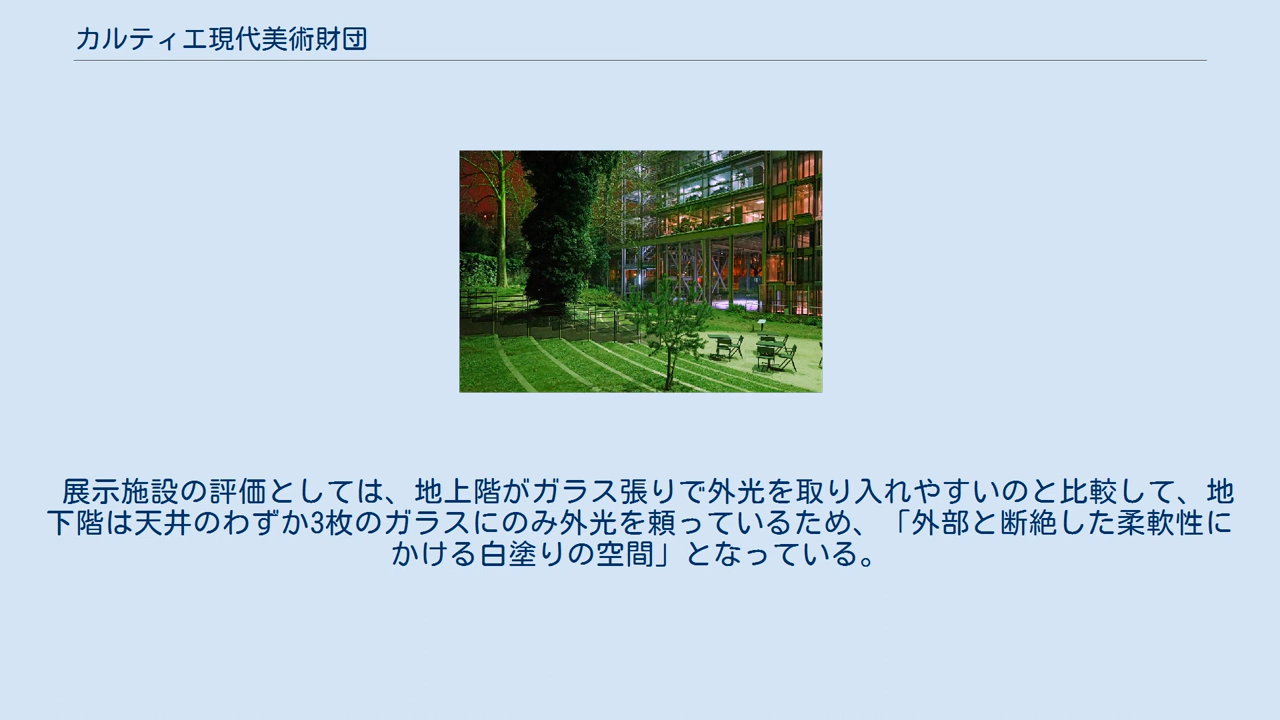 カルティエ現代美術財団
展示施設の評価としては、地上階がガラス張りで外光を取り入れやすいのと比較して、地
下階は天井のわずか3枚のガラスにのみ外光を頼っているため、「外部と断絶した柔軟性に
かける白塗りの空間」となっている。